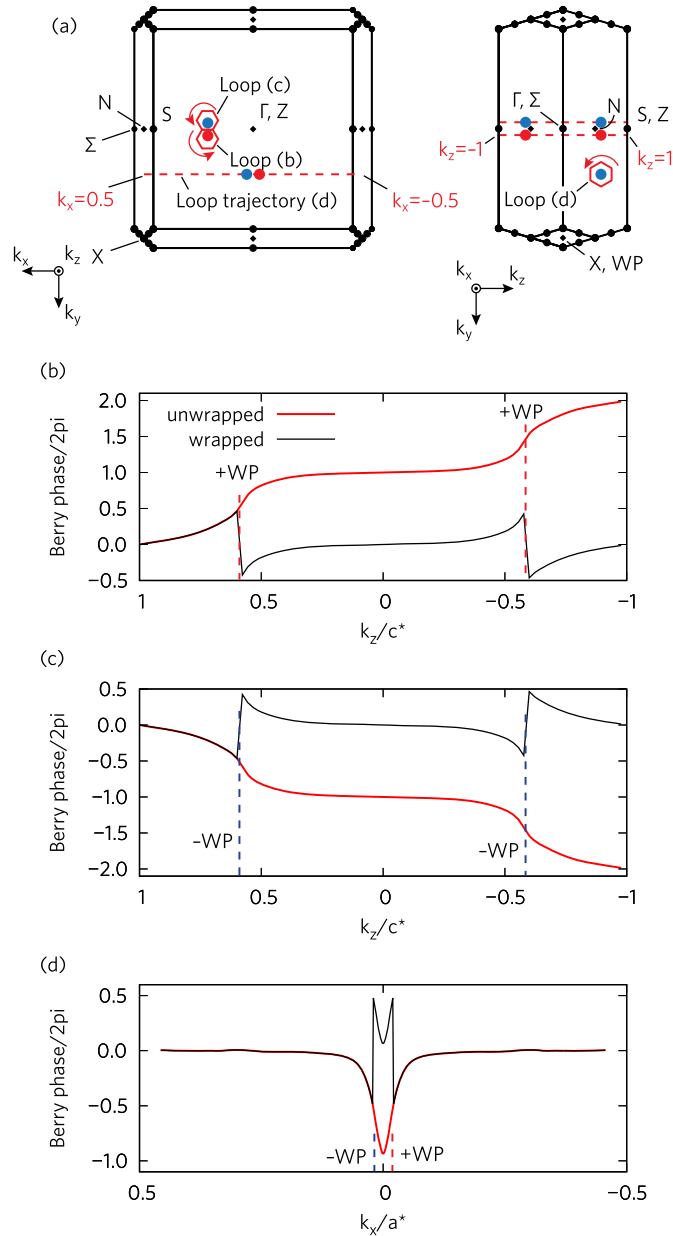 (a)
Loop (c)
N
S
Γ, Z
Σ
Loop (b)
k_x=0.5
Loop trajectory (d)
k_x=–0.5
X
k_x
k_z
k_y
Γ, Σ
N
S, Z
k_z=–1
k_z=1
Loop (d)
X, WP
k_x
k_z
k_y
(b)
Berry phase/2pi
2.0
1.5
1.0
0.5
0.0
−0.5
unwrapped
wrapped
+WP
+WP
1
0.5
0
−0.5
−1
k_z/c*
(c)
Berry phase/2pi
0.5
0.0
−0.5
−1.0
−1.5
−2.0
–WP
–WP
1
0.5
0
−0.5
−1
k_z/c*
(d)
Berry phase/2pi
0.5
0.0
−0.5
−1.0
–WP
+WP
0.5
0
−0.5
k_x/a*